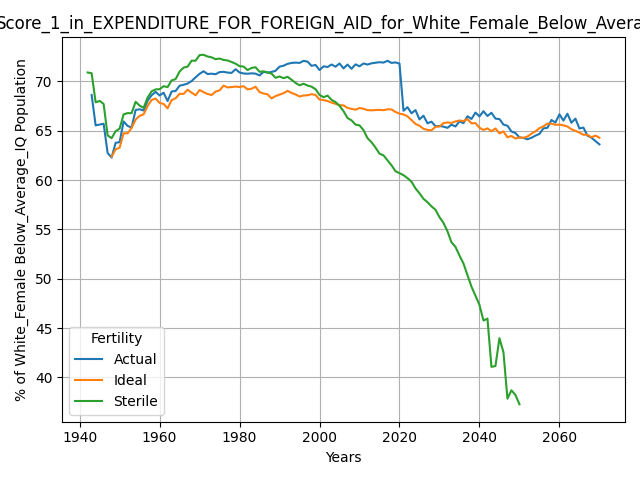 Score_1_in_EXPENDITURE_FOR_FOREIGN_AID_for_White_Female_Below_Avera
% of White_Female Below_Average_IQ Population
70
65
60
55
50
45
40
Fertility
Actual
Ideal
Sterile
1940 1960 1980 2000 2020 2040 2060
Years